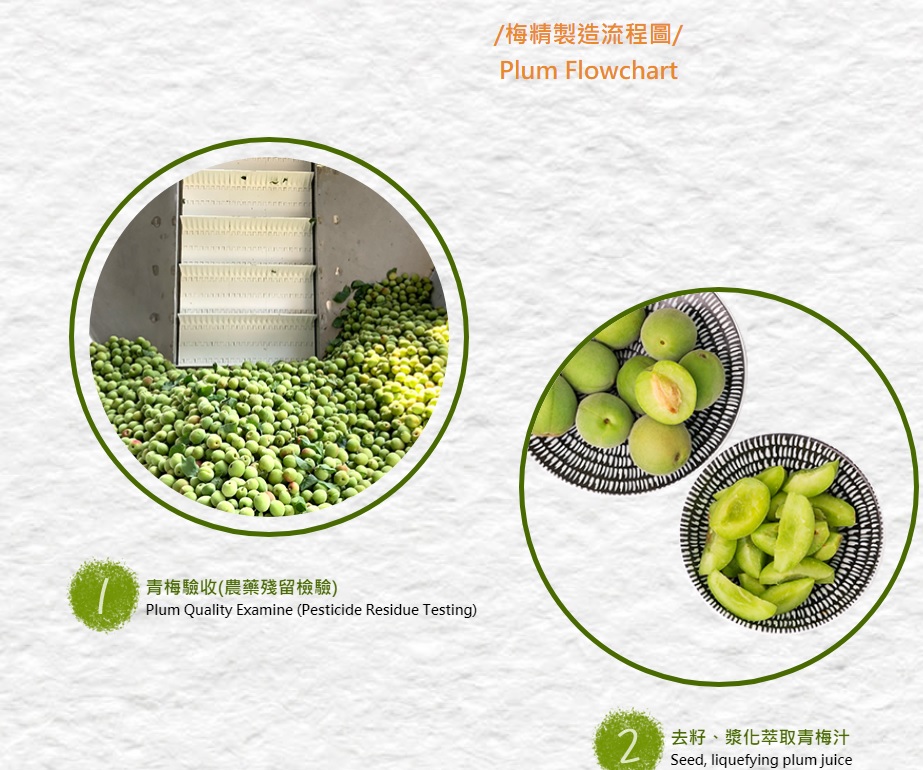 /梅精製造流程圖/
Plum Flowchart
1
青梅驗收(農藥殘留檢驗)
Plum Quality Examine (Pesticide Residue Testing)
2
去籽、漿化萃取青梅汁
Seed, liquefying plum juice